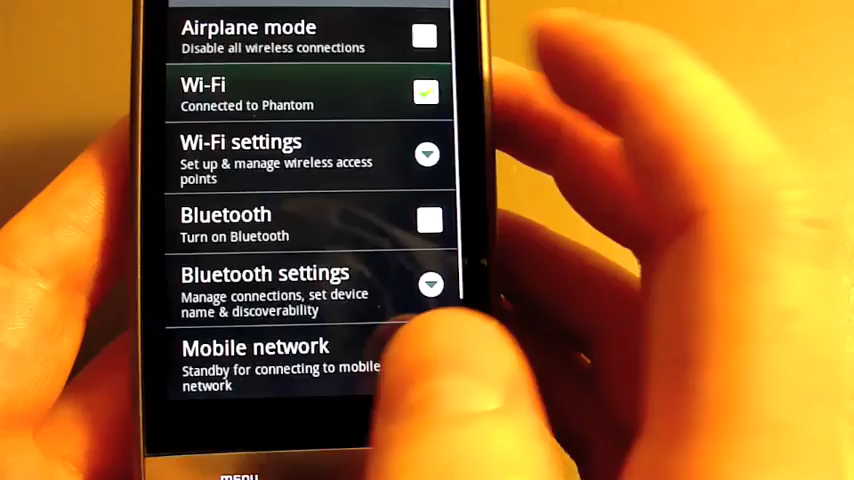 Airplane mode
Disable all wireless connections
Wi-Fi
Connected to Phantom
Wi-Fi settings
Set up & manage wireless access
points
Bluetooth
Turn on Bluetooth
Bluetooth settings
Manage connections, set device
name & discoverability
Mobile network
Standby for connecting to mobile
network
MENU